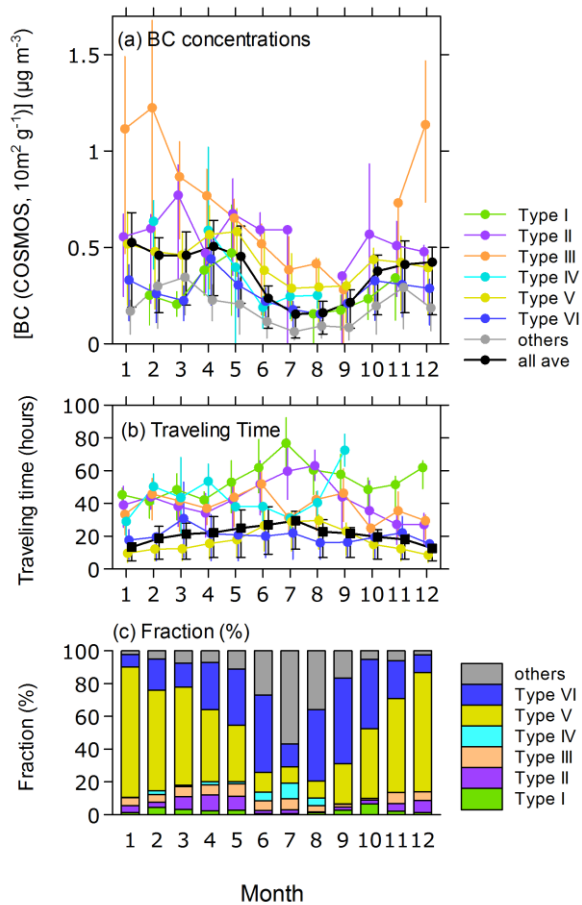 (a) BC concentrations
[BC (COSMOS, 10m² g⁻¹)] (μg m⁻³)
1.5
1
0.5
0
1 2 3 4 5 6 7 8 9 10 11 12
Type I
Type II
Type III
Type IV
Type V
Type VI
others
all ave
(b) Traveling Time
Traveling time (hours)
100
80
60
40
20
0
1 2 3 4 5 6 7 8 9 10 11 12
(c) Fraction (%)
Fraction (%)
100
80
60
40
20
0
1 2 3 4 5 6 7 8 9 10 11 12
others
Type VI
Type V
Type IV
Type III
Type II
Type I
Month